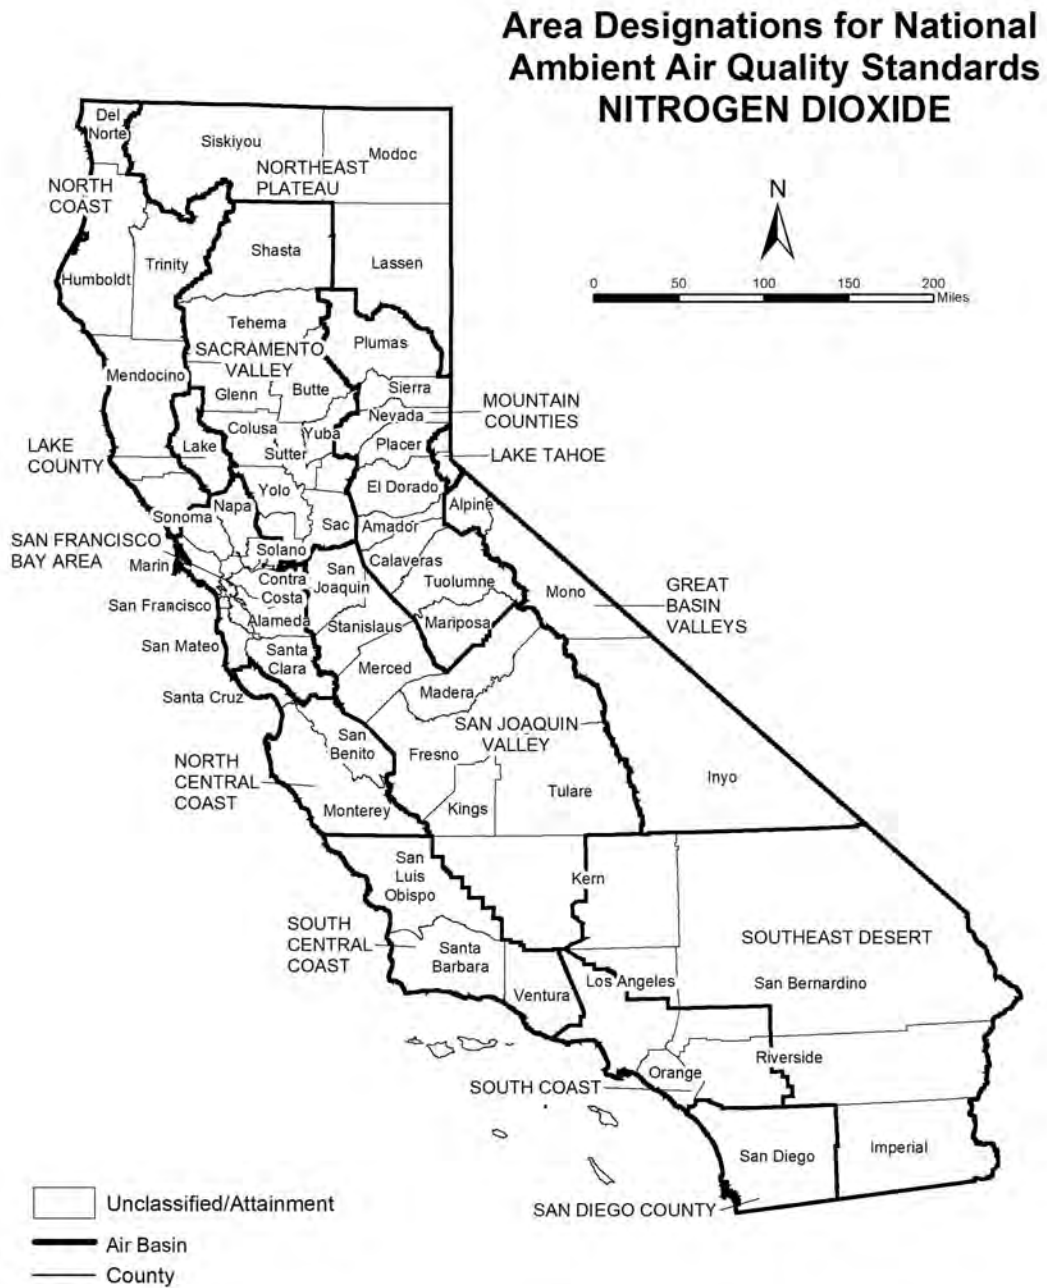 Area Designations for National
Ambient Air Quality Standards
NITROGEN DIOXIDE
Del
Norte
Siskiyou
Modoc
NORTHEAST
PLATEAU
NORTH
COAST
N
Shasta
Lassen
Trinity
Humboldt
0 50 100 150 200
Miles
Tehema
Plumas
SACRAMENTO
VALLEY
Mendocino
Glenn
Butte
Sierra
MOUNTAIN
COUNTIES
Nevada
Colusa
Yuba
LAKE
COUNTY
Lake
Sutter
Placer
LAKE TAHOE
Yolo
El Dorado
Alpine
Napa
Sonoma
Sac
Amador
SAN FRANCISCO
BAY AREA
Solano
Marin
Calaveras
San
Joaquin
Contra
Costa
Tuolumne
Mono
GREAT
BASIN
VALLEYS
San Francisco
Alameda
Stanislaus
Mariposa
San Mateo
Santa
Clara
Merced
Santa Cruz
Madera
SAN JOAQUIN
VALLEY
San
Benito
Fresno
NORTH
CENTRAL
COAST
Inyo
Monterey
Kings
Tulare
San
Luis
Obispo
Kern
SOUTH
CENTRAL
COAST
Santa
Barbara
SOUTHEAST DESERT
Los Angeles
San Bernardino
Ventura
Riverside
Orange
SOUTH COAST
San Diego
Imperial
SAN DIEGO COUNTY
Unclassified/Attainment
Air Basin
County